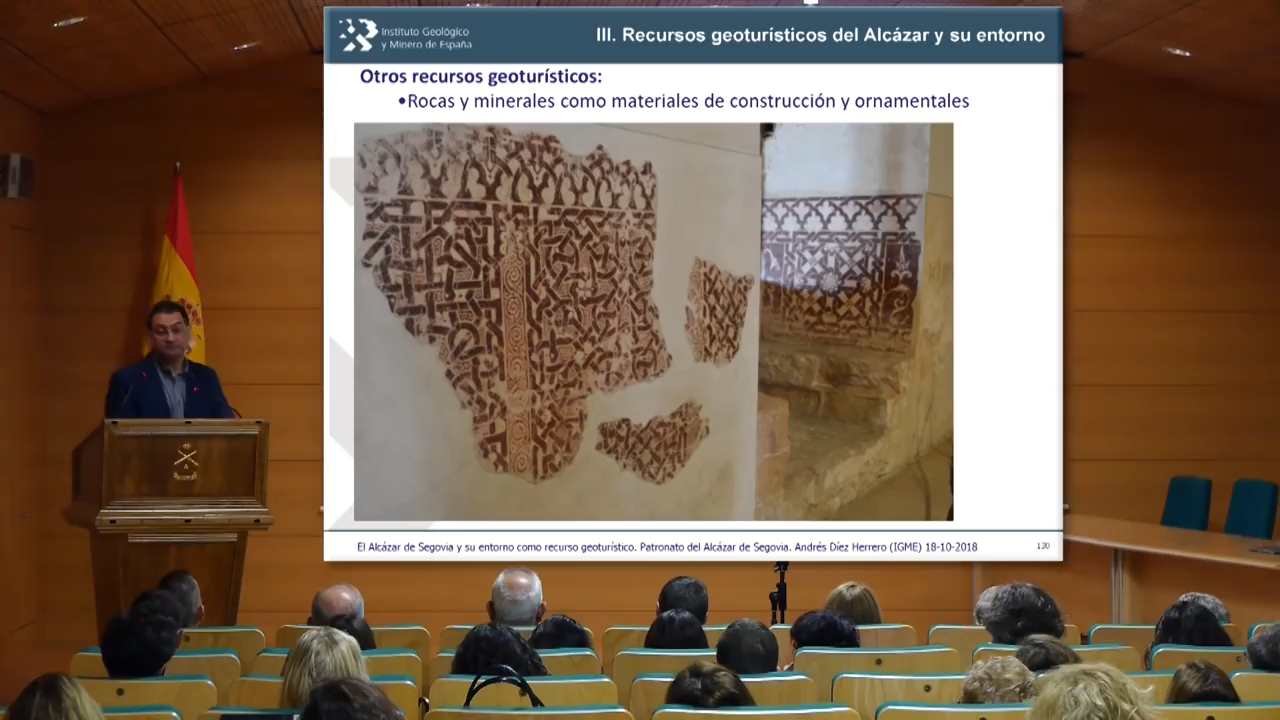 Instituto Geológico
y Minero de España
III. Recursos geoturísticos del Alcázar y su entorno
Otros recursos geoturísticos:
•Rocas y minerales como materiales de construcción y ornamentales
El Alcázar de Segovia y su entorno como recurso geoturístico. Patronato del Alcázar de Segovia. Andrés Díez Herrero (IGME) 18-10-2018
130